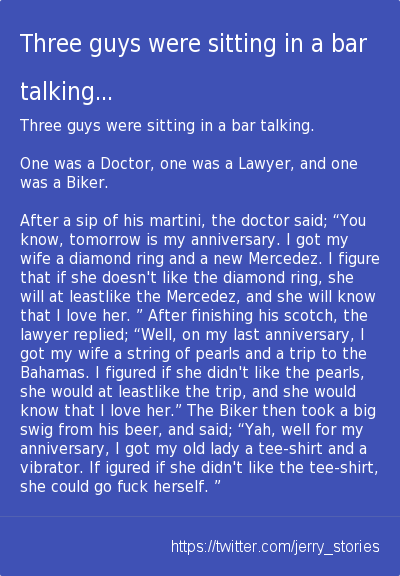 Three guys were sitting in a bar
talking...
Three guys were sitting in a bar talking.
One was a Doctor, one was a Lawyer, and one
was a Biker.
After a sip of his martini, the doctor said; “You
know, tomorrow is my anniversary. I got my
wife a diamond ring and a new Mercedez. I figure
that if she doesn't like the diamond ring, she
will at leastlike the Mercedez, and she will know
that I love her. ” After finishing his scotch, the
lawyer replied; “Well, on my last anniversary, I
got my wife a string of pearls and a trip to the
Bahamas. I figured if she didn't like the pearls,
she would at leastlike the trip, and she would
know that I love her.” The Biker then took a big
swig from his beer, and said; “Yah, well for my
anniversary, I got my old lady a tee-shirt and a
vibrator. If igured if she didn't like the tee-shirt,
she could go fuck herself. ”
https://twitter.com/jerry_stories